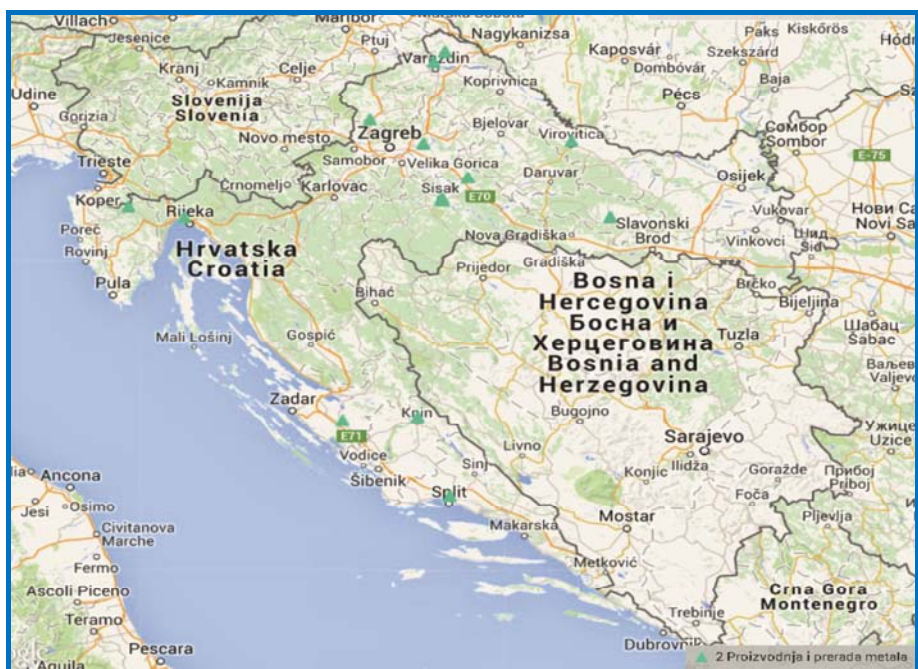 Villach
Maribor
Jesenice
Ptuj
Nagykanizsa
Paks
Kiskőrös
Varaždin
Kaposvár
Szekszárd
Kranj
Kamnik
Celje
Dombóvár
Udine
Koprivnica
Baja
Slovenija
Slovenia
Pécs
Gorizia
Novo mesto
Zagreb
Bjelovar
Virovitica
Сомбор
Sombor
E-75
Trieste
Samobor
Velika Gorica
Daruvar
Osijek
Koper
Črnomelj
Karlovac
Sisak
E70
Rijeka
Vukovar
Нови Са
Novi Sa
Poreč
Slavonski
Brod
Vinkovci
Шид
Šid
Rovinj
Hrvatska
Croatia
Nova Gradiška
Gradiška
Pula
Prijedor
Brčko
Bihać
Bosna i
Hercegovina
Босна и
Херцеговина
Bosnia and
Herzegovina
Bijeljina
Mali Lošinj
Gospić
Tuzla
Шабац
Šabac
Ваљев
Valjevo
Zadar
Knin
Bugojno
E71
Sarajevo
Ужице
Uzice
Vodice
Šibenik
Sinj
Livno
Konjic
Ilidža
Goražde
Прибој
Priboj
Ancona
Jesi
Osimo
Split
Foča
Civitanova
Marche
Makarska
Mostar
Pljevlja
Fermo
Metković
Ascoli Piceno
Crna Gora
Montenegro
Teramo
Trebinje
Pescara
Dubrovnik
L'Aquila
2 Proizvodnja i prerada metala